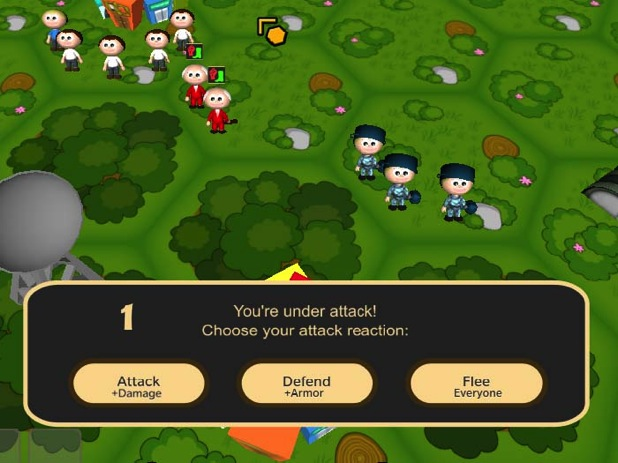 1
You're under attack!
Choose your attack reaction:
Attack
+Damage
Defend
+Armor
Flee
Everyone